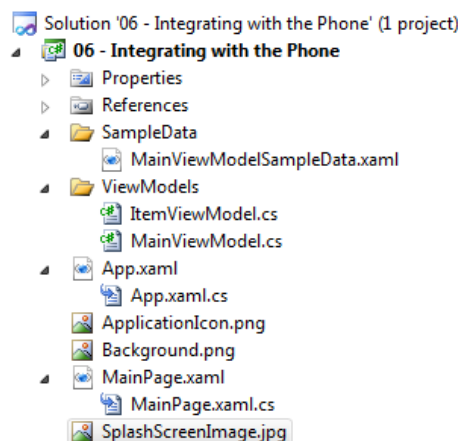 Solution '06 - Integrating with the Phone' (1 project)
06 - Integrating with the Phone
Properties
References
SampleData
MainViewModelSampleData.xaml
ViewModels
ItemViewModel.cs
MainViewModel.cs
App.xaml
App.xaml.cs
ApplicationIcon.png
Background.png
MainPage.xaml
MainPage.xaml.cs
SplashScreenImage.jpg